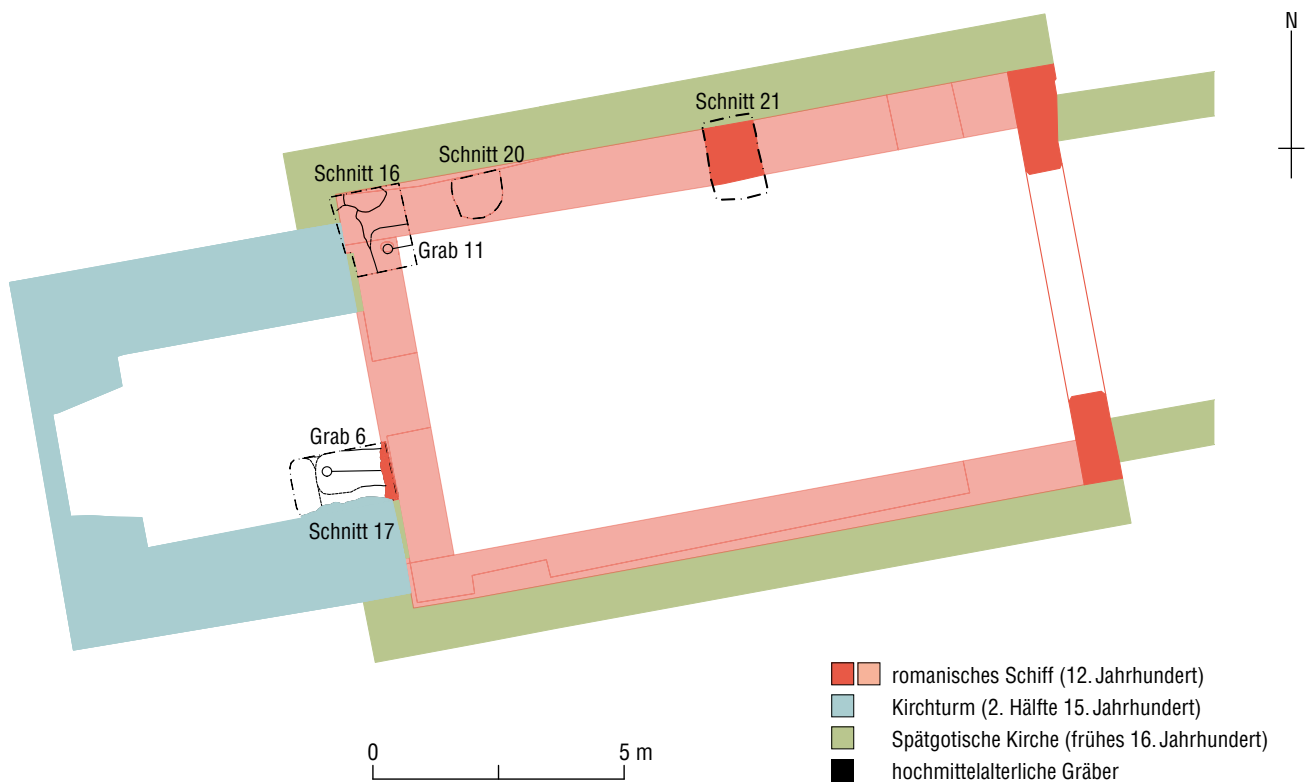 N
Schnitt 21
Schnitt 20
Schnitt 16
Grab 11
Grab 6
Schnitt 17
romanisches Schiff (12. Jahrhundert)
Kirchturm (2. Hälfte 15. Jahrhundert)
Spätgotische Kirche (frühes 16. Jahrhundert)
hochmittelalterliche Gräber
0 5 m